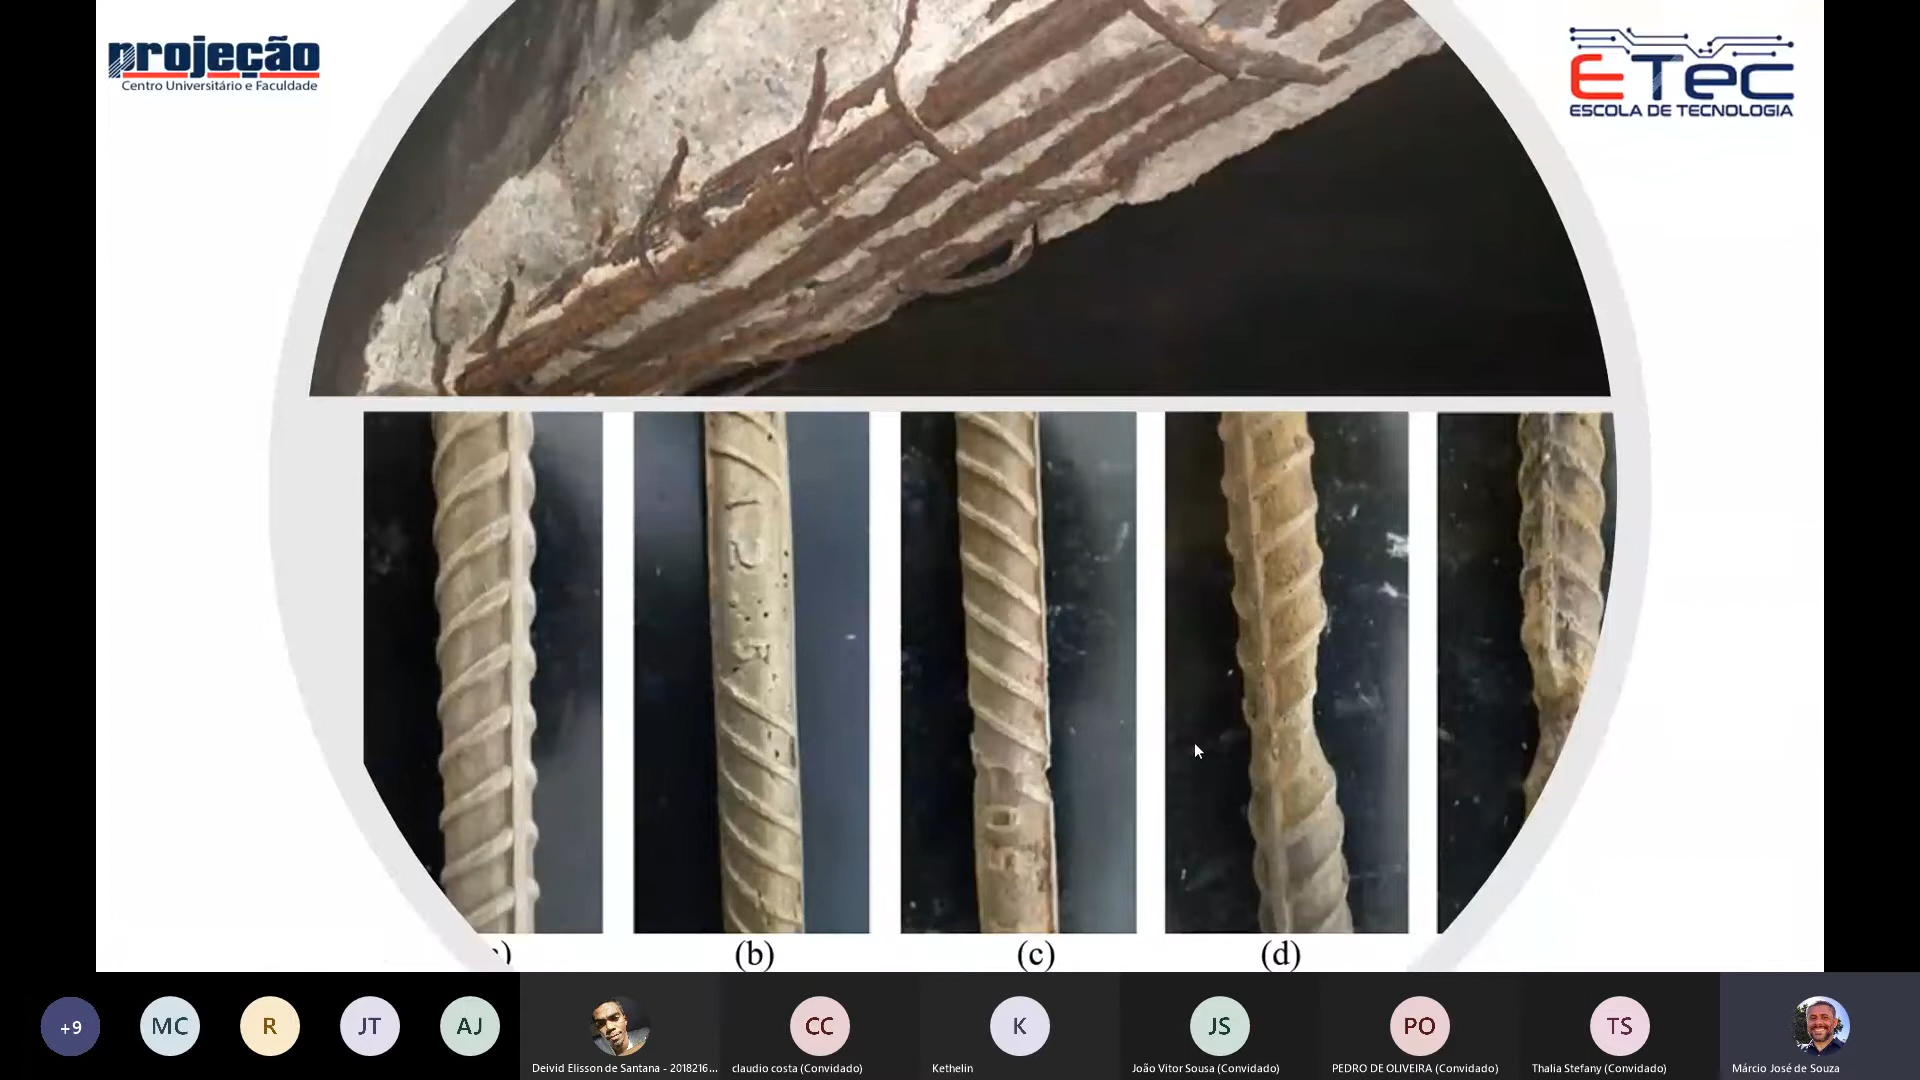 projeção
Centro Universitário e Faculdade
ETec
ESCOLA DE TECNOLOGIA
12
5
(b)
(c)
(d)
+9
MC
R
JT
AJ
CC
K
JS
PO
TS
Deivid Elisson de Santana - 2018216...
claudio costa (Convidado)
Kethelin
João Vitor Sousa (Convidado)
PEDRO DE OLIVEIRA (Convidado)
Thalia Stefany (Convidado)
Márcio José de Souza